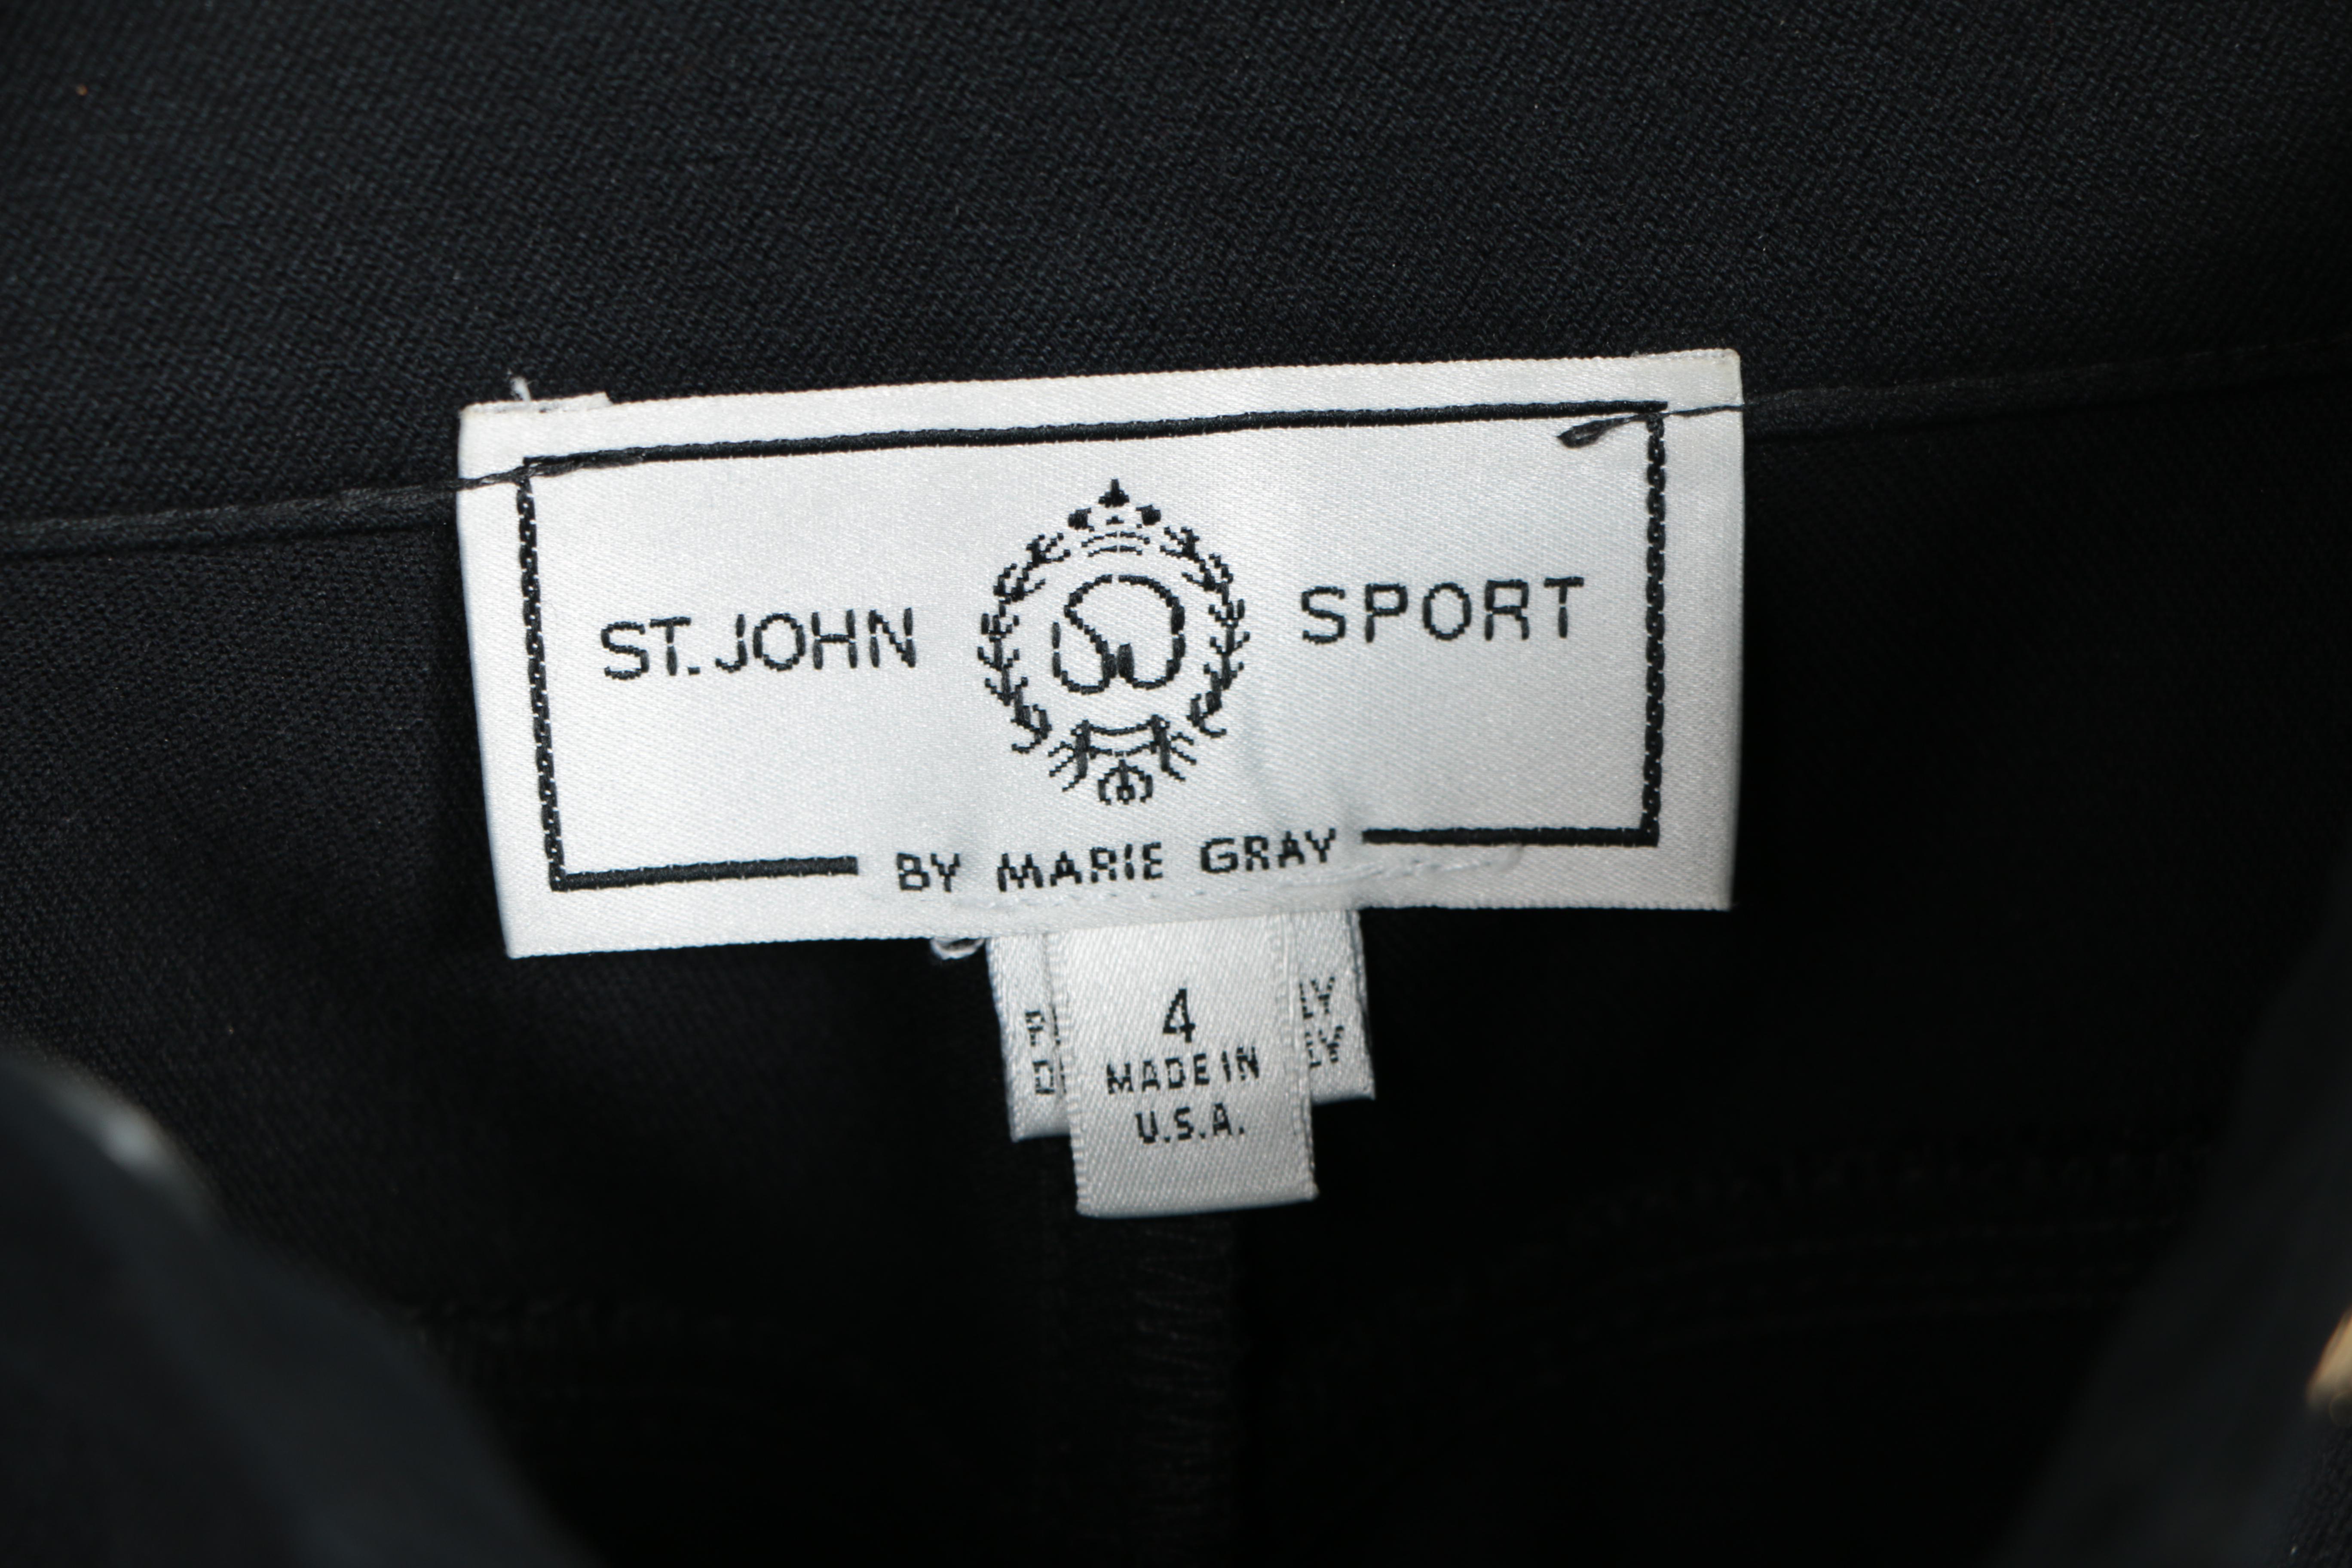 ST. JOHN SPORT
BY MARIE GRAY
4
MADE IN
U.S.A.